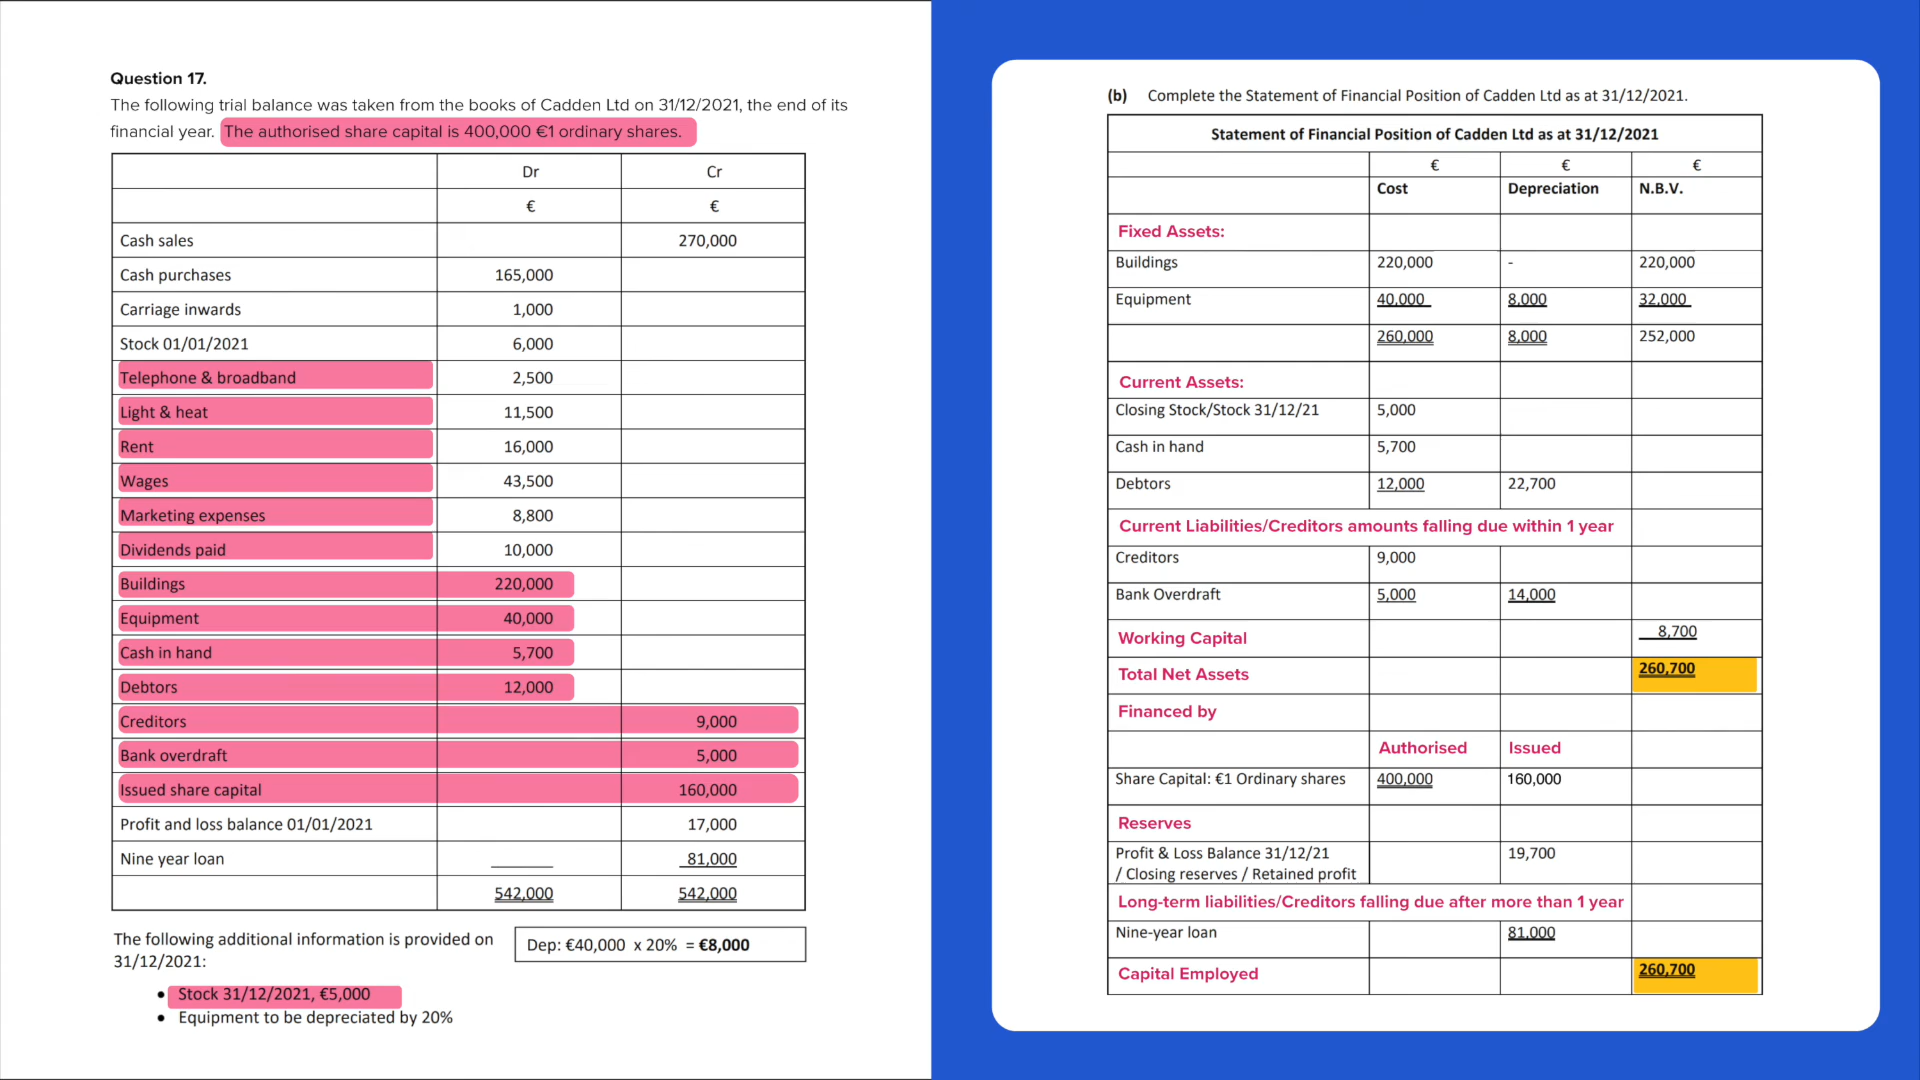 Question 17.
The following trial balance was taken from the books of Cadden Ltd on 31/12/2021, the end of its
financial year. The authorised share capital is 400,000 €1 ordinary shares.
Dr Cr
€ €
Cash sales 270,000
Cash purchases 165,000
Carriage inwards 1,000
Stock 01/01/2021 6,000
Telephone & broadband 2,500
Light & heat 11,500
Rent 16,000
Wages 43,500
Marketing expenses 8,800
Dividends paid 10,000
Buildings 220,000
Equipment 40,000
Cash in hand 5,700
Debtors 12,000
Creditors 9,000
Bank overdraft 5,000
Issued share capital 160,000
Profit and loss balance 01/01/2021 17,000
Nine year loan 81,000
542,000 542,000
The following additional information is provided on
31/12/2021:
Dep: €40,000 x 20% = €8,000
• Stock 31/12/2021, €5,000
• Equipment to be depreciated by 20%
(b) Complete the Statement of Financial Position of Cadden Ltd as at 31/12/2021.
Statement of Financial Position of Cadden Ltd as at 31/12/2021
€ € €
Cost Depreciation N.B.V.
Fixed Assets:
Buildings 220,000 - 220,000
Equipment 40,000 8,000 32,000
260,000 8,000 252,000
Current Assets:
Closing Stock/Stock 31/12/21 5,000
Cash in hand 5,700
Debtors 12,000 22,700
Current Liabilities/Creditors amounts falling due within 1 year
Creditors 9,000
Bank Overdraft 5,000 14,000
Working Capital 8,700
Total Net Assets 260,700
Financed by
Authorised Issued
Share Capital: €1 Ordinary shares 400,000 160,000
Reserves
Profit & Loss Balance 31/12/21 19,700
/ Closing reserves / Retained profit
Long-term liabilities/Creditors falling due after more than 1 year
Nine-year loan 81,000
Capital Employed 260,700